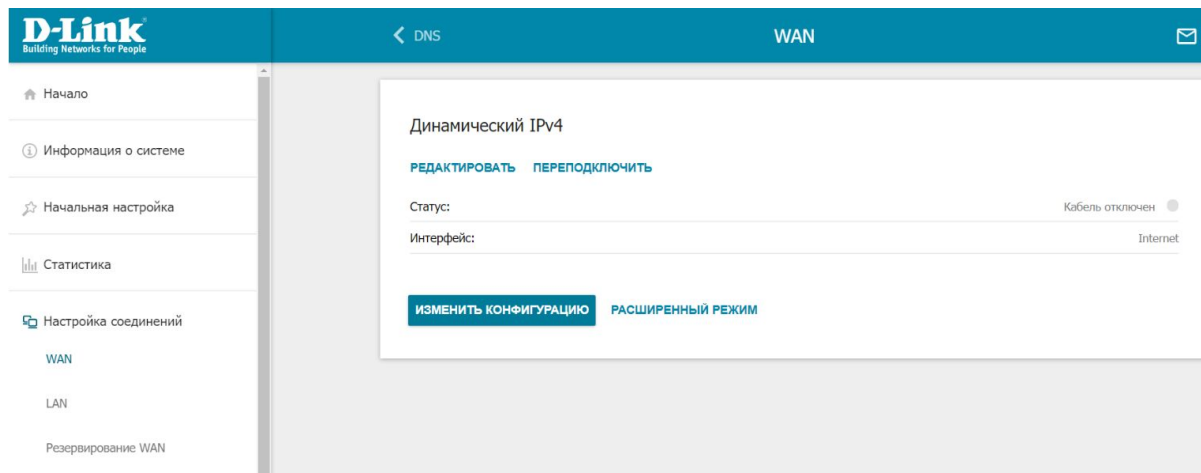 D-Link
Building Networks for People
DNS
WAN
Начало
Информация о системе
Начальная настройка
Статистика
Настройка соединений
WAN
LAN
Резервирование WAN
Динамический IPv4
РЕДАКТИРОВАТЬ ПЕРЕПОДКЛЮЧИТЬ
Статус: Кабель отключен
Интерфейс: Internet
ИЗМЕНИТЬ КОНФИГУРАЦИЮ РАСШИРЕННЫЙ РЕЖИМ